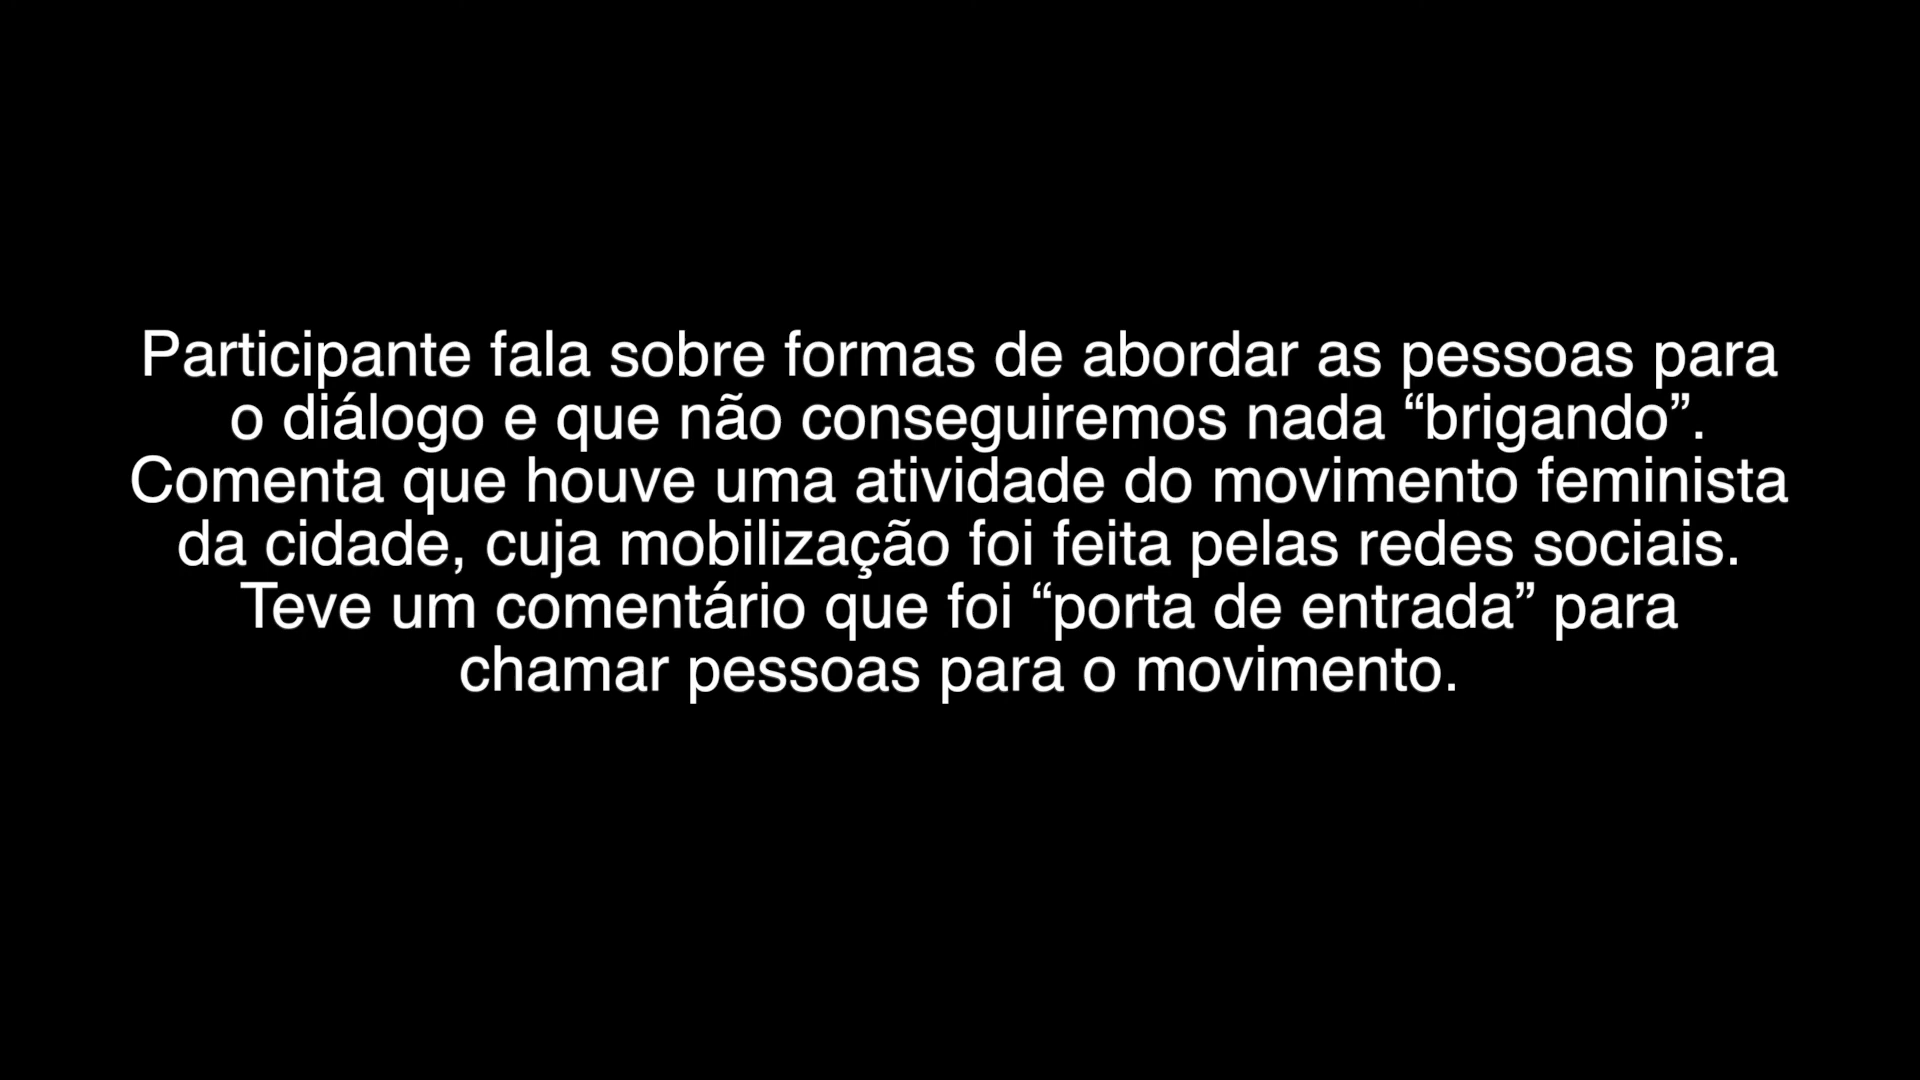 Participante fala sobre formas de abordar as pessoas para
o diálogo e que não conseguiremos nada “brigando”.
Comenta que houve uma atividade do movimento feminista
da cidade, cuja mobilização foi feita pelas redes sociais.
Teve um comentário que foi “porta de entrada” para
chamar pessoas para o movimento.